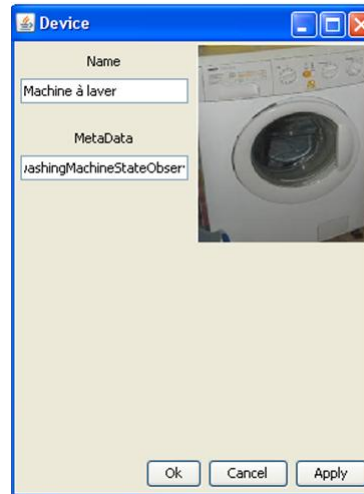 Device
Name
Machine à laver
MetaData
ashingMachineStateObser
Ok
Cancel
Apply